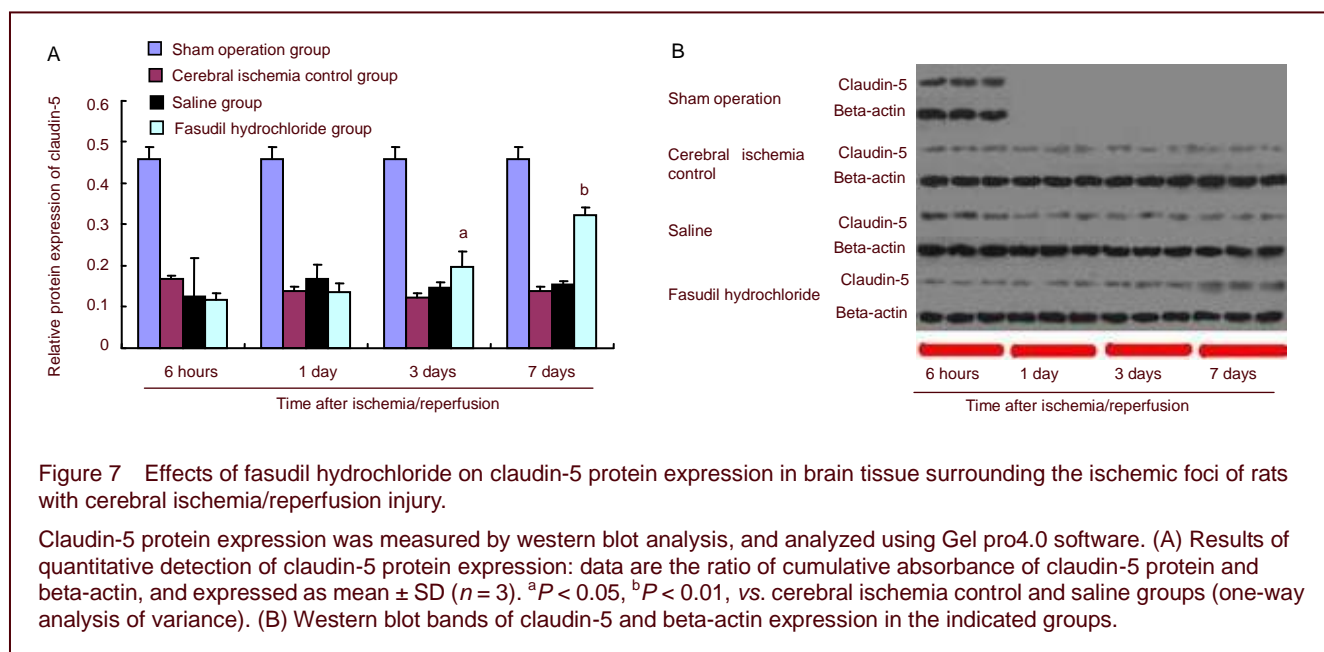 A
Sham operation group
Cerebral ischemia control group
Saline group
Fasudil hydrochloride group
Relative protein expression of claudin-5
0.6
0.5
0.4
0.3
0.2
0.1
0
a
b
6 hours 1 day 3 days 7 days
Time after ischemia/reperfusion
B
Sham operation
Claudin-5
Beta-actin
Cerebral ischemia
control
Claudin-5
Beta-actin
Saline
Claudin-5
Beta-actin
Fasudil hydrochloride
Claudin-5
Beta-actin
6 hours 1 day 3 days 7 days
Time after ischemia/reperfusion
Figure 7 Effects of fasudil hydrochloride on claudin-5 protein expression in brain tissue surrounding the ischemic foci of rats
with cerebral ischemia/reperfusion injury.
Claudin-5 protein expression was measured by western blot analysis, and analyzed using Gel pro4.0 software. (A) Results of
quantitative detection of claudin-5 protein expression: data are the ratio of cumulative absorbance of claudin-5 protein and
beta-actin, and expressed as mean ± SD (n = 3). ᵃP < 0.05, ᵇP < 0.01, vs. cerebral ischemia control and saline groups (one-way
analysis of variance). (B) Western blot bands of claudin-5 and beta-actin expression in the indicated groups.